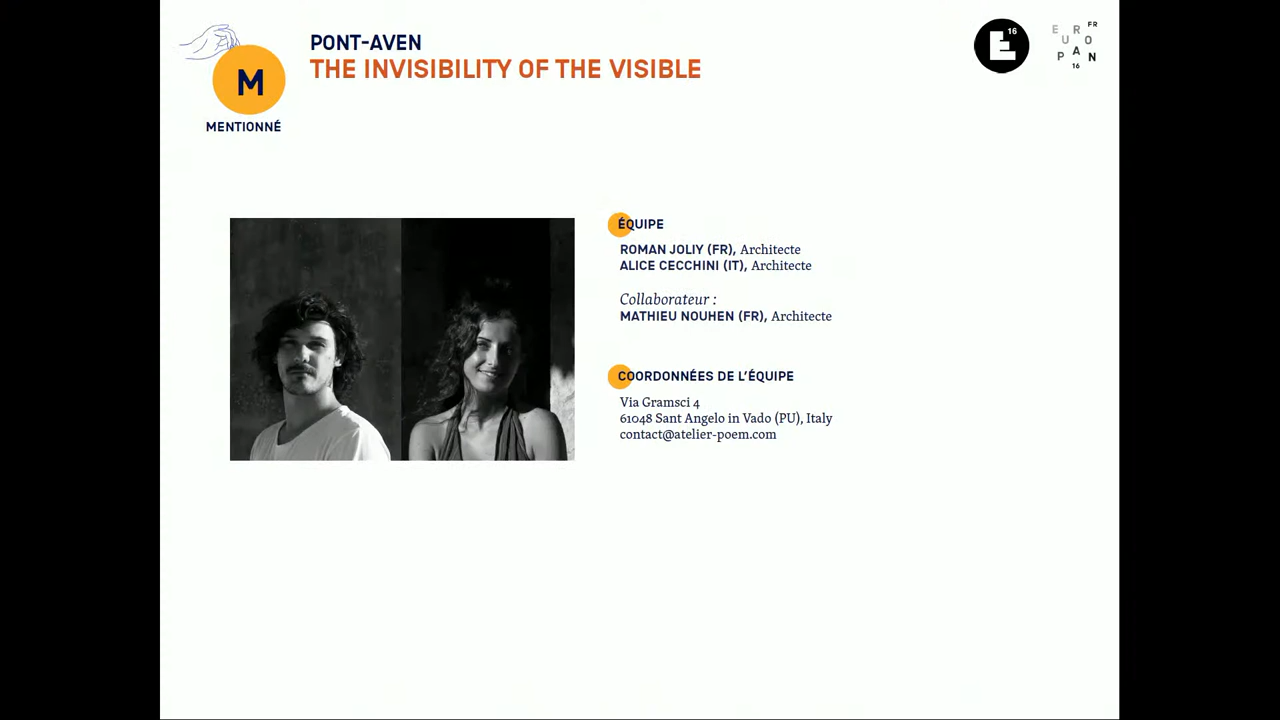 PONT-AVEN
THE INVISIBILITY OF THE VISIBLE
M
MENTIONNÉ
E 16
EUROPAN FR 16
ÉQUIPE
ROMAN JOLIY (FR), Architecte
ALICE CECCHINI (IT), Architecte
Collaborateur :
MATHIEU NOUHEN (FR), Architecte
COORDONNÉES DE L'ÉQUIPE
Via Gramsci 4
61048 Sant Angelo in Vado (PU), Italy
contact@atelier-poem.com